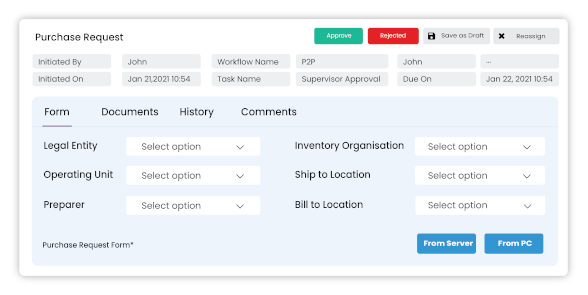 Purchase Request
Approve
Rejected
Save as Draft
Reassign
Initiated By John Workflow Name P2P John ...
Initiated On Jan 21,2021 10:54 Task Name Supervisor Approval Due On Jan 22, 2021 10:54
Form Documents History Comments
Legal Entity Select option Inventory Organisation Select option
Operating Unit Select option Ship to Location Select option
Preparer Select option Bill to Location Select option
Purchase Request Form* From Server From PC